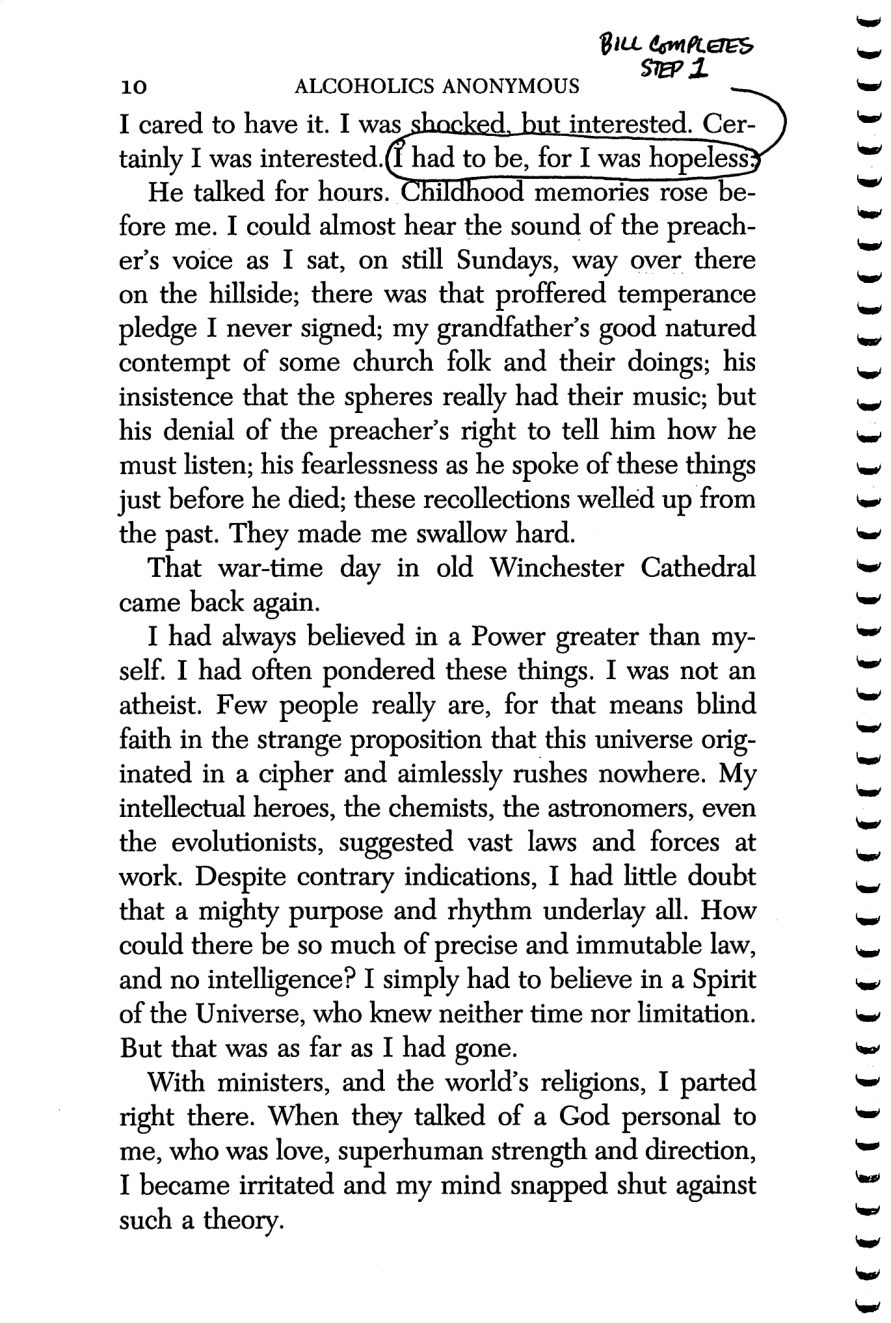 BILL COMPLETES
STEP 1
10 ALCOHOLICS ANONYMOUS
I cared to have it. I was shocked, but interested. Cer-
tainly I was interested. I had to be, for I was hopeless.
He talked for hours. Childhood memories rose be-
fore me. I could almost hear the sound of the preach-
er's voice as I sat, on still Sundays, way over there
on the hillside; there was that proffered temperance
pledge I never signed; my grandfather's good natured
contempt of some church folk and their doings; his
insistence that the spheres really had their music; but
his denial of the preacher's right to tell him how he
must listen; his fearlessness as he spoke of these things
just before he died; these recollections welled up from
the past. They made me swallow hard.
That war-time day in old Winchester Cathedral
came back again.
I had always believed in a Power greater than my-
self. I had often pondered these things. I was not an
atheist. Few people really are, for that means blind
faith in the strange proposition that this universe orig-
inated in a cipher and aimlessly rushes nowhere. My
intellectual heroes, the chemists, the astronomers, even
the evolutionists, suggested vast laws and forces at
work. Despite contrary indications, I had little doubt
that a mighty purpose and rhythm underlay all. How
could there be so much of precise and immutable law,
and no intelligence? I simply had to believe in a Spirit
of the Universe, who knew neither time nor limitation.
But that was as far as I had gone.
With ministers, and the world's religions, I parted
right there. When they talked of a God personal to
me, who was love, superhuman strength and direction,
I became irritated and my mind snapped shut against
such a theory.